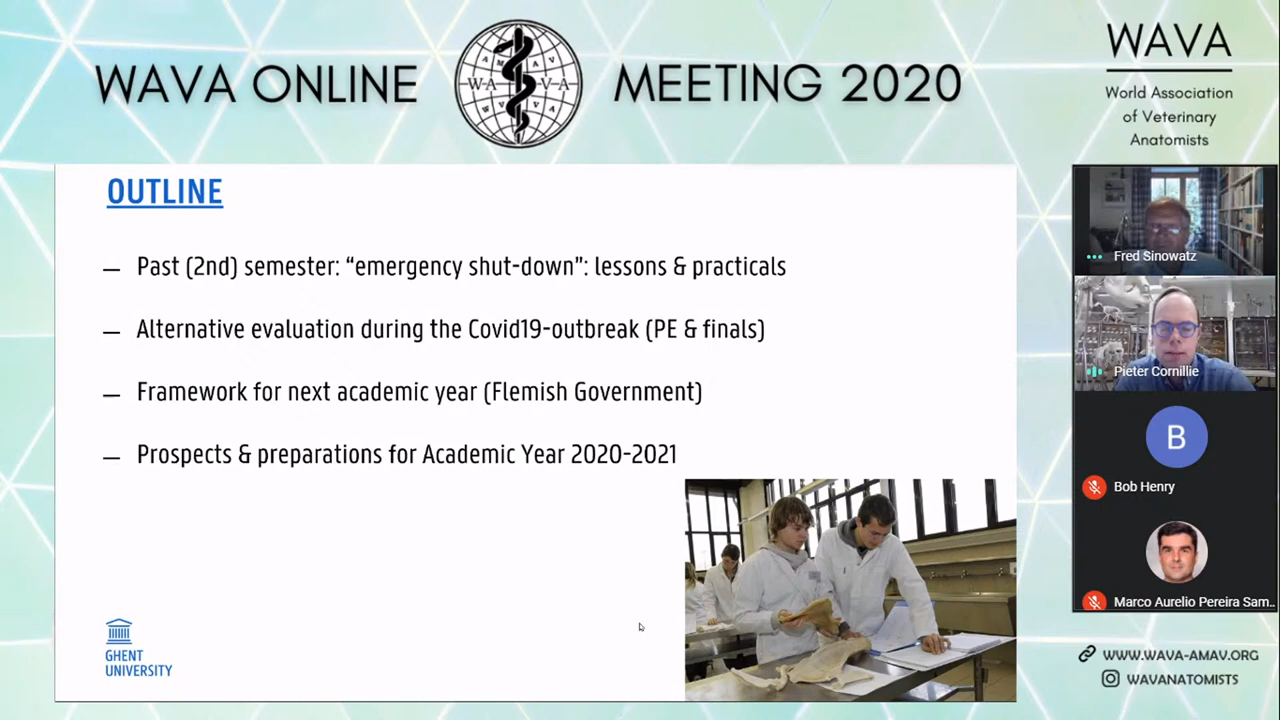 WAVA ONLINE
MEETING 2020
WAVA
World Association
of Veterinary
Anatomists
OUTLINE
— Past (2nd) semester: “emergency shut-down”: lessons & practicals
— Alternative evaluation during the Covid19-outbreak (PE & finals)
— Framework for next academic year (Flemish Government)
— Prospects & preparations for Academic Year 2020-2021
GHENT
UNIVERSITY
Fred Sinowatz
Pieter Cornillie
B
Bob Henry
Marco Aurelio Pereira Sam...
WWW.WAVA-AMAV.ORG
WAVANATOMISTS